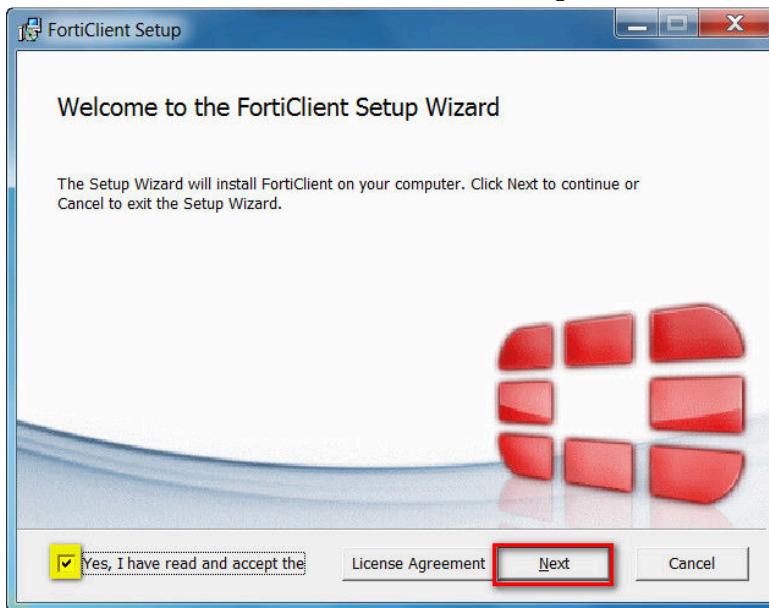 FortiClient Setup
X
Welcome to the FortiClient Setup Wizard
The Setup Wizard will install FortiClient on your computer. Click Next to continue or
Cancel to exit the Setup Wizard.
Yes, I have read and accept the License Agreement Next Cancel